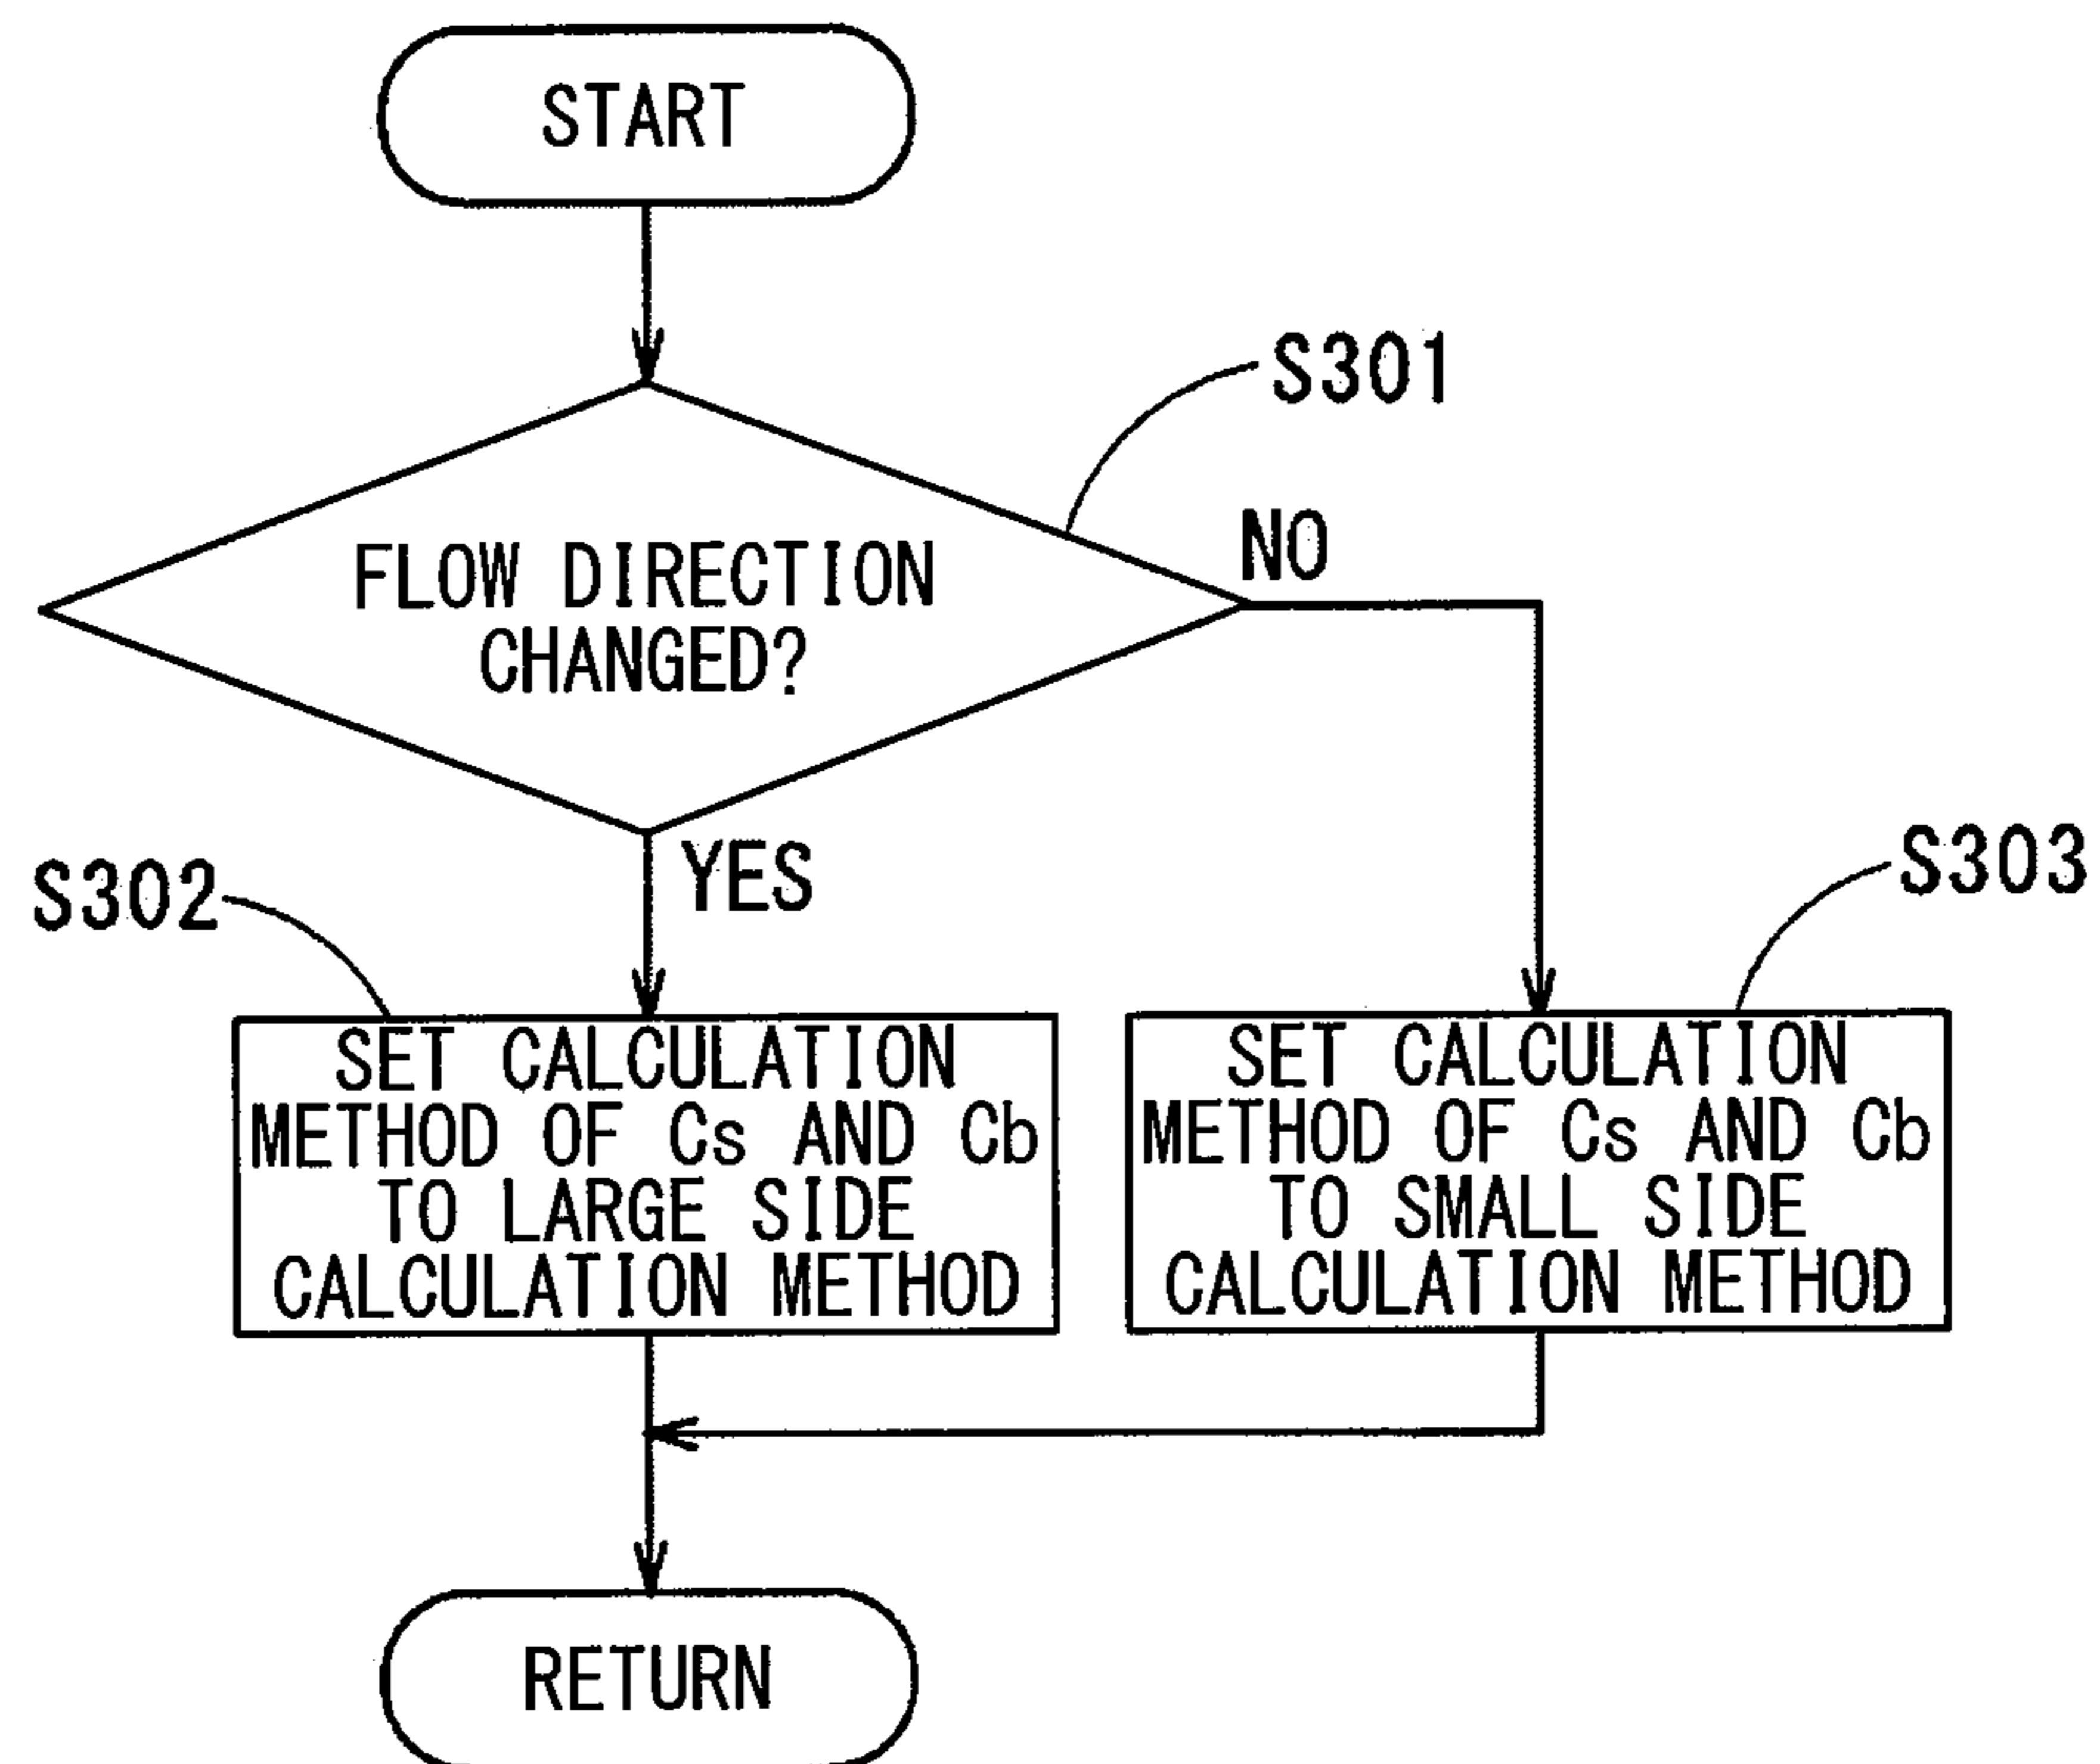 START
S301
NO
FLOW DIRECTION
CHANGED?
YES
S302
S303
SET CALCULATION
METHOD OF Cs AND Cb
TO LARGE SIDE
CALCULATION METHOD
SET CALCULATION
METHOD OF Cs AND Cb
TO SMALL SIDE
CALCULATION METHOD
RETURN